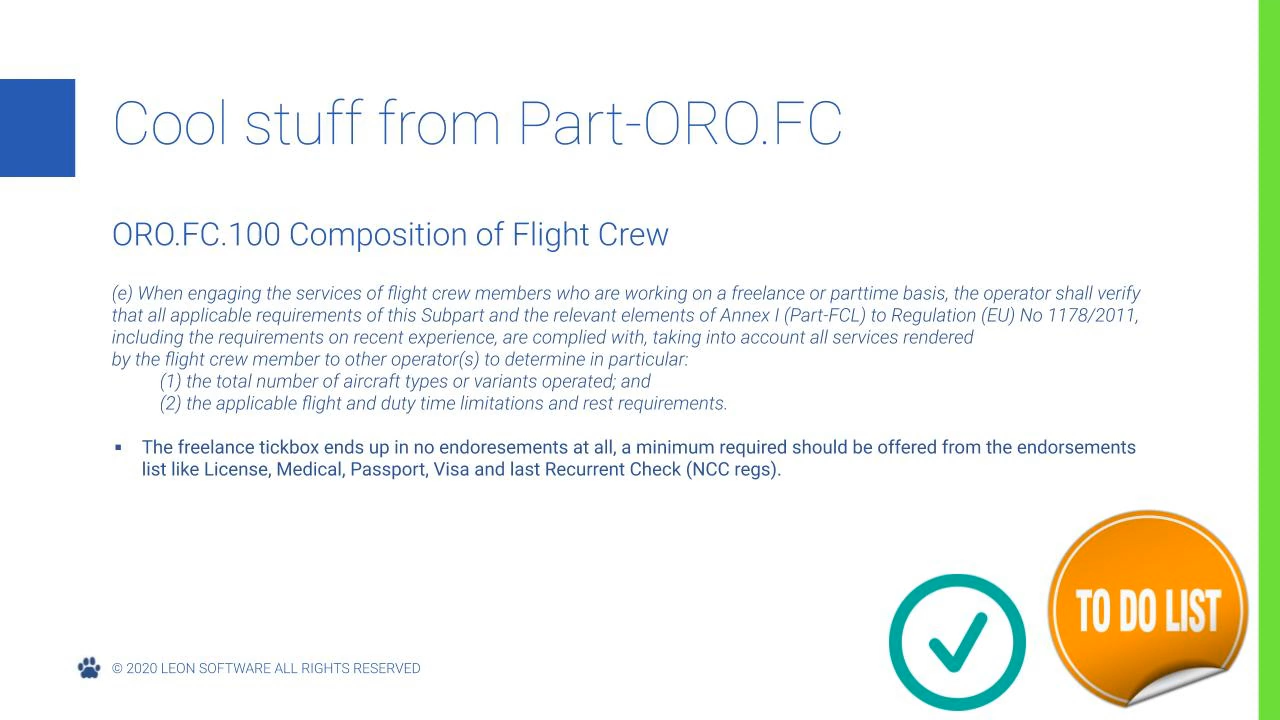 Cool stuff from Part-ORO.FC
ORO.FC.100 Composition of Flight Crew
(e) When engaging the services of flight crew members who are working on a freelance or parttime basis, the operator shall verify
that all applicable requirements of this Subpart and the relevant elements of Annex I (Part-FCL) to Regulation (EU) No 1178/2011,
including the requirements on recent experience, are complied with, taking into account all services rendered
by the flight crew member to other operator(s) to determine in particular:
(1) the total number of aircraft types or variants operated; and
(2) the applicable flight and duty time limitations and rest requirements.
▪ The freelance tickbox ends up in no endoresements at all, a minimum required should be offered from the endorsements
list like License, Medical, Passport, Visa and last Recurrent Check (NCC regs).
TO DO LIST
© 2020 LEON SOFTWARE ALL RIGHTS RESERVED